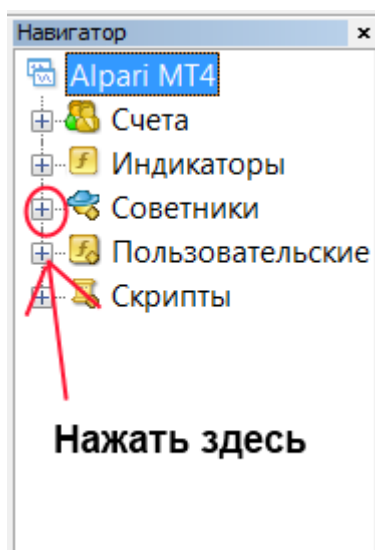 Навигатор
Alpari MT4
Счета
Индикаторы
Советники
Пользовательские
Скрипты
Нажать здесь